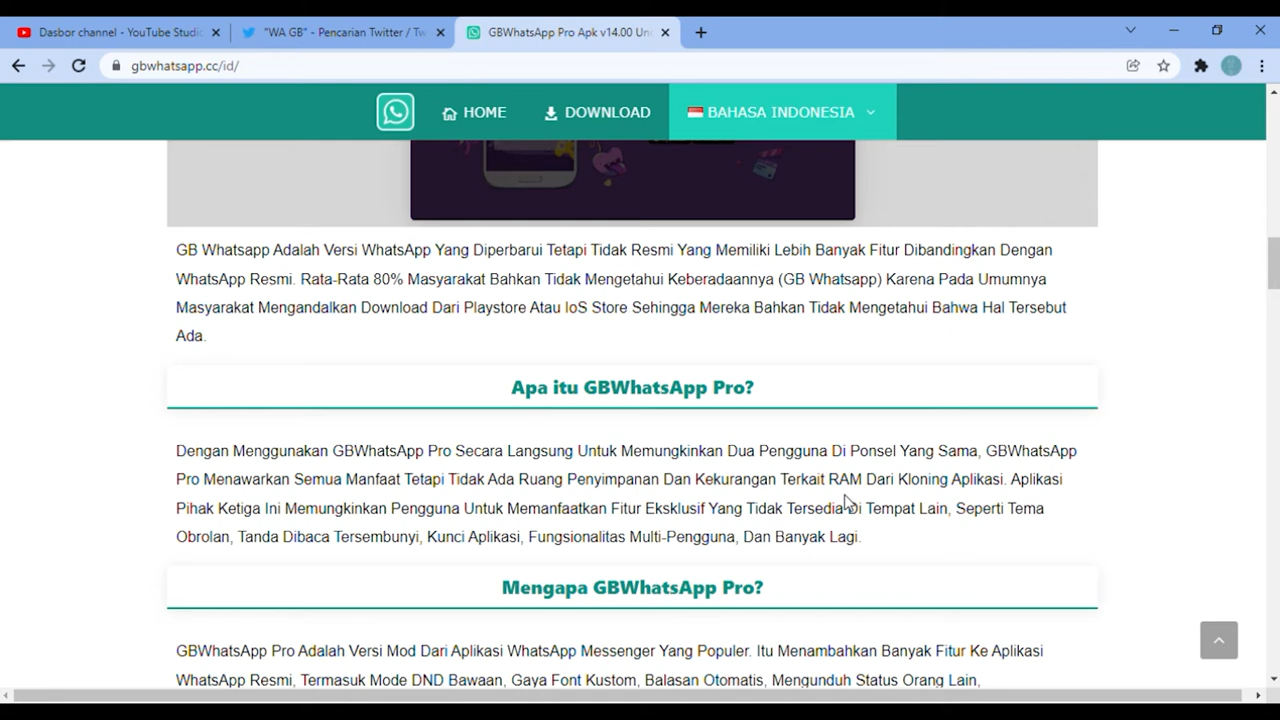 Dasbor channel - YouTube Studio
"WA GB" - Pencarian Twitter / Tw
GBWhatsApp Pro Apk v14.00 Un
gbwhatsapp.cc/id/
HOME
DOWNLOAD
BAHASA INDONESIA
GB Whatsapp Adalah Versi WhatsApp Yang Diperbarui Tetapi Tidak Resmi Yang Memiliki Lebih Banyak Fitur Dibandingkan Dengan
WhatsApp Resmi. Rata-Rata 80% Masyarakat Bahkan Tidak Mengetahui Keberadaannya (GB Whatsapp) Karena Pada Umumnya
Masyarakat Mengandalkan Download Dari Playstore Atau IoS Store Sehingga Mereka Bahkan Tidak Mengetahui Bahwa Hal Tersebut
Ada.
Apa itu GBWhatsApp Pro?
Dengan Menggunakan GBWhatsApp Pro Secara Langsung Untuk Memungkinkan Dua Pengguna Di Ponsel Yang Sama, GBWhatsApp
Pro Menawarkan Semua Manfaat Tetapi Tidak Ada Ruang Penyimpanan Dan Kekurangan Terkait RAM Dari Kloning Aplikasi. Aplikasi
Pihak Ketiga Ini Memungkinkan Pengguna Untuk Memanfaatkan Fitur Eksklusif Yang Tidak Tersedia Di Tempat Lain, Seperti Tema
Obrolan, Tanda Dibaca Tersembunyi, Kunci Aplikasi, Fungsionalitas Multi-Pengguna, Dan Banyak Lagi.
Mengapa GBWhatsApp Pro?
GBWhatsApp Pro Adalah Versi Mod Dari Aplikasi WhatsApp Messenger Yang Populer. Itu Menambahkan Banyak Fitur Ke Aplikasi
WhatsApp Resmi, Termasuk Mode DND Bawaan, Gaya Font Kustom, Balasan Otomatis, Mengunduh Status Orang Lain,